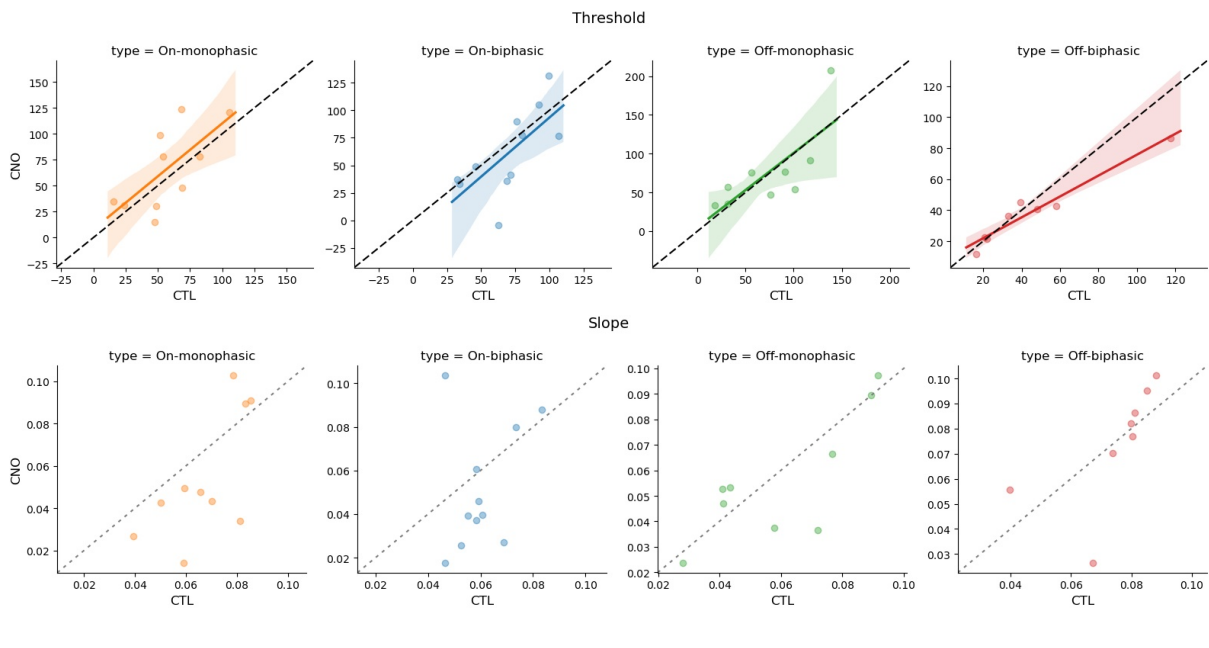 Threshold
type = On-monophasic
type = On-biphasic
type = Off-monophasic
type = Off-biphasic
150
125
100
75
50
25
0
−25
CNO
−25 0 25 50 75 100 125 150
CTL
125
100
75
50
25
0
−25
−25 0 25 50 75 100 125
CTL
200
150
100
50
0
0 50 100 150 200
CTL
120
100
80
60
40
20
20 40 60 80 100 120
CTL
Slope
type = On-monophasic
type = On-biphasic
type = Off-monophasic
type = Off-biphasic
0.10
0.08
0.06
0.04
0.02
CNO
0.02 0.04 0.06 0.08 0.10
CTL
0.10
0.08
0.06
0.04
0.02
0.02 0.04 0.06 0.08 0.10
CTL
0.10
0.09
0.08
0.07
0.06
0.05
0.04
0.03
0.02
0.02 0.04 0.06 0.08 0.10
CTL
0.10
0.09
0.08
0.07
0.06
0.05
0.04
0.03
0.04 0.06 0.08 0.10
CTL